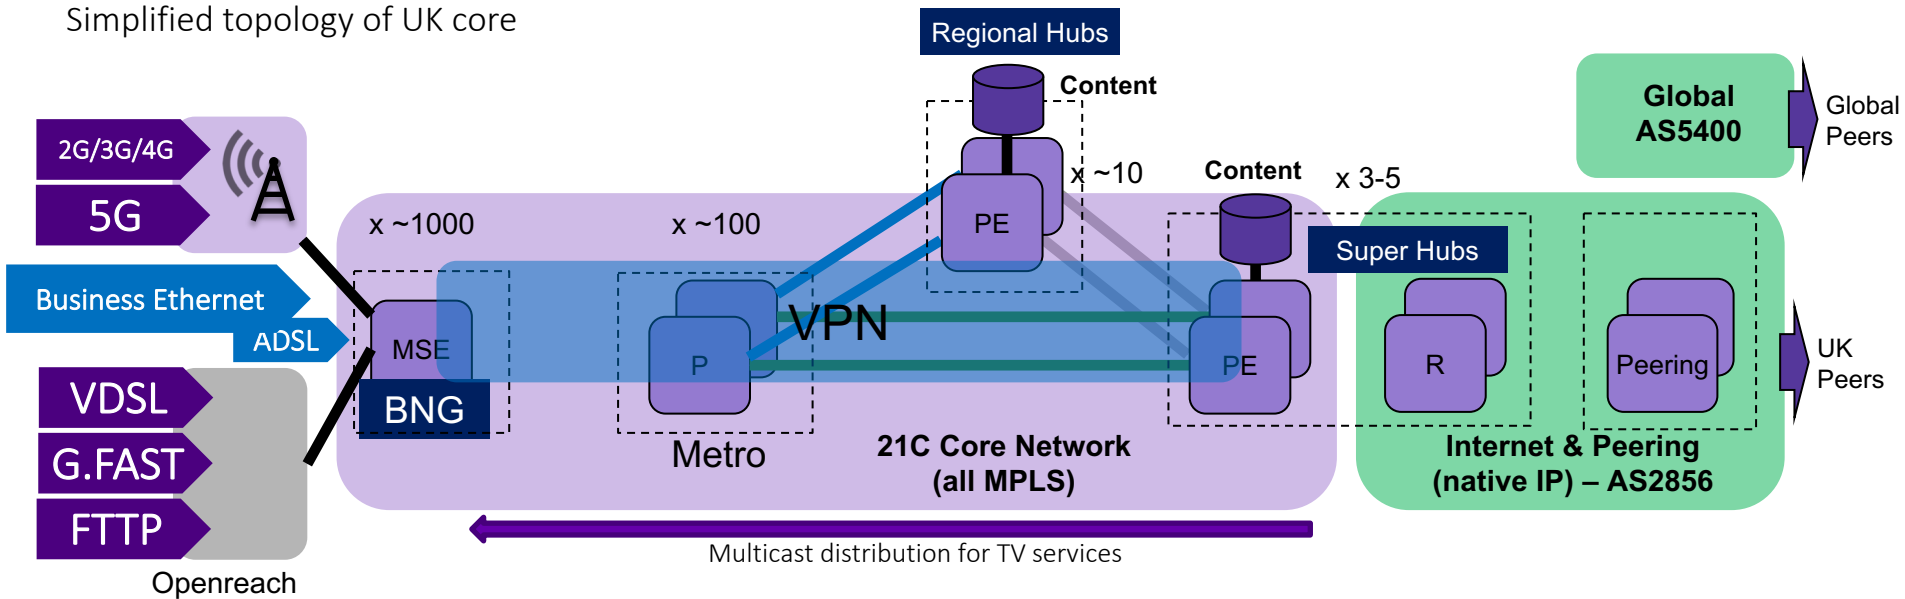 Simplified topology of UK core
Regional Hubs
Content
Global
AS5400
Global
Peers
2G/3G/4G
5G
x ~10
Content
x 3-5
x ~1000
x ~100
PE
Super Hubs
Business Ethernet
ADSL
VPN
MSE
P
PE
R
Peering
UK
Peers
BNG
VDSL
G.FAST
FTTP
Metro
21C Core Network
(all MPLS)
Internet & Peering
(native IP) – AS2856
Multicast distribution for TV services
Openreach